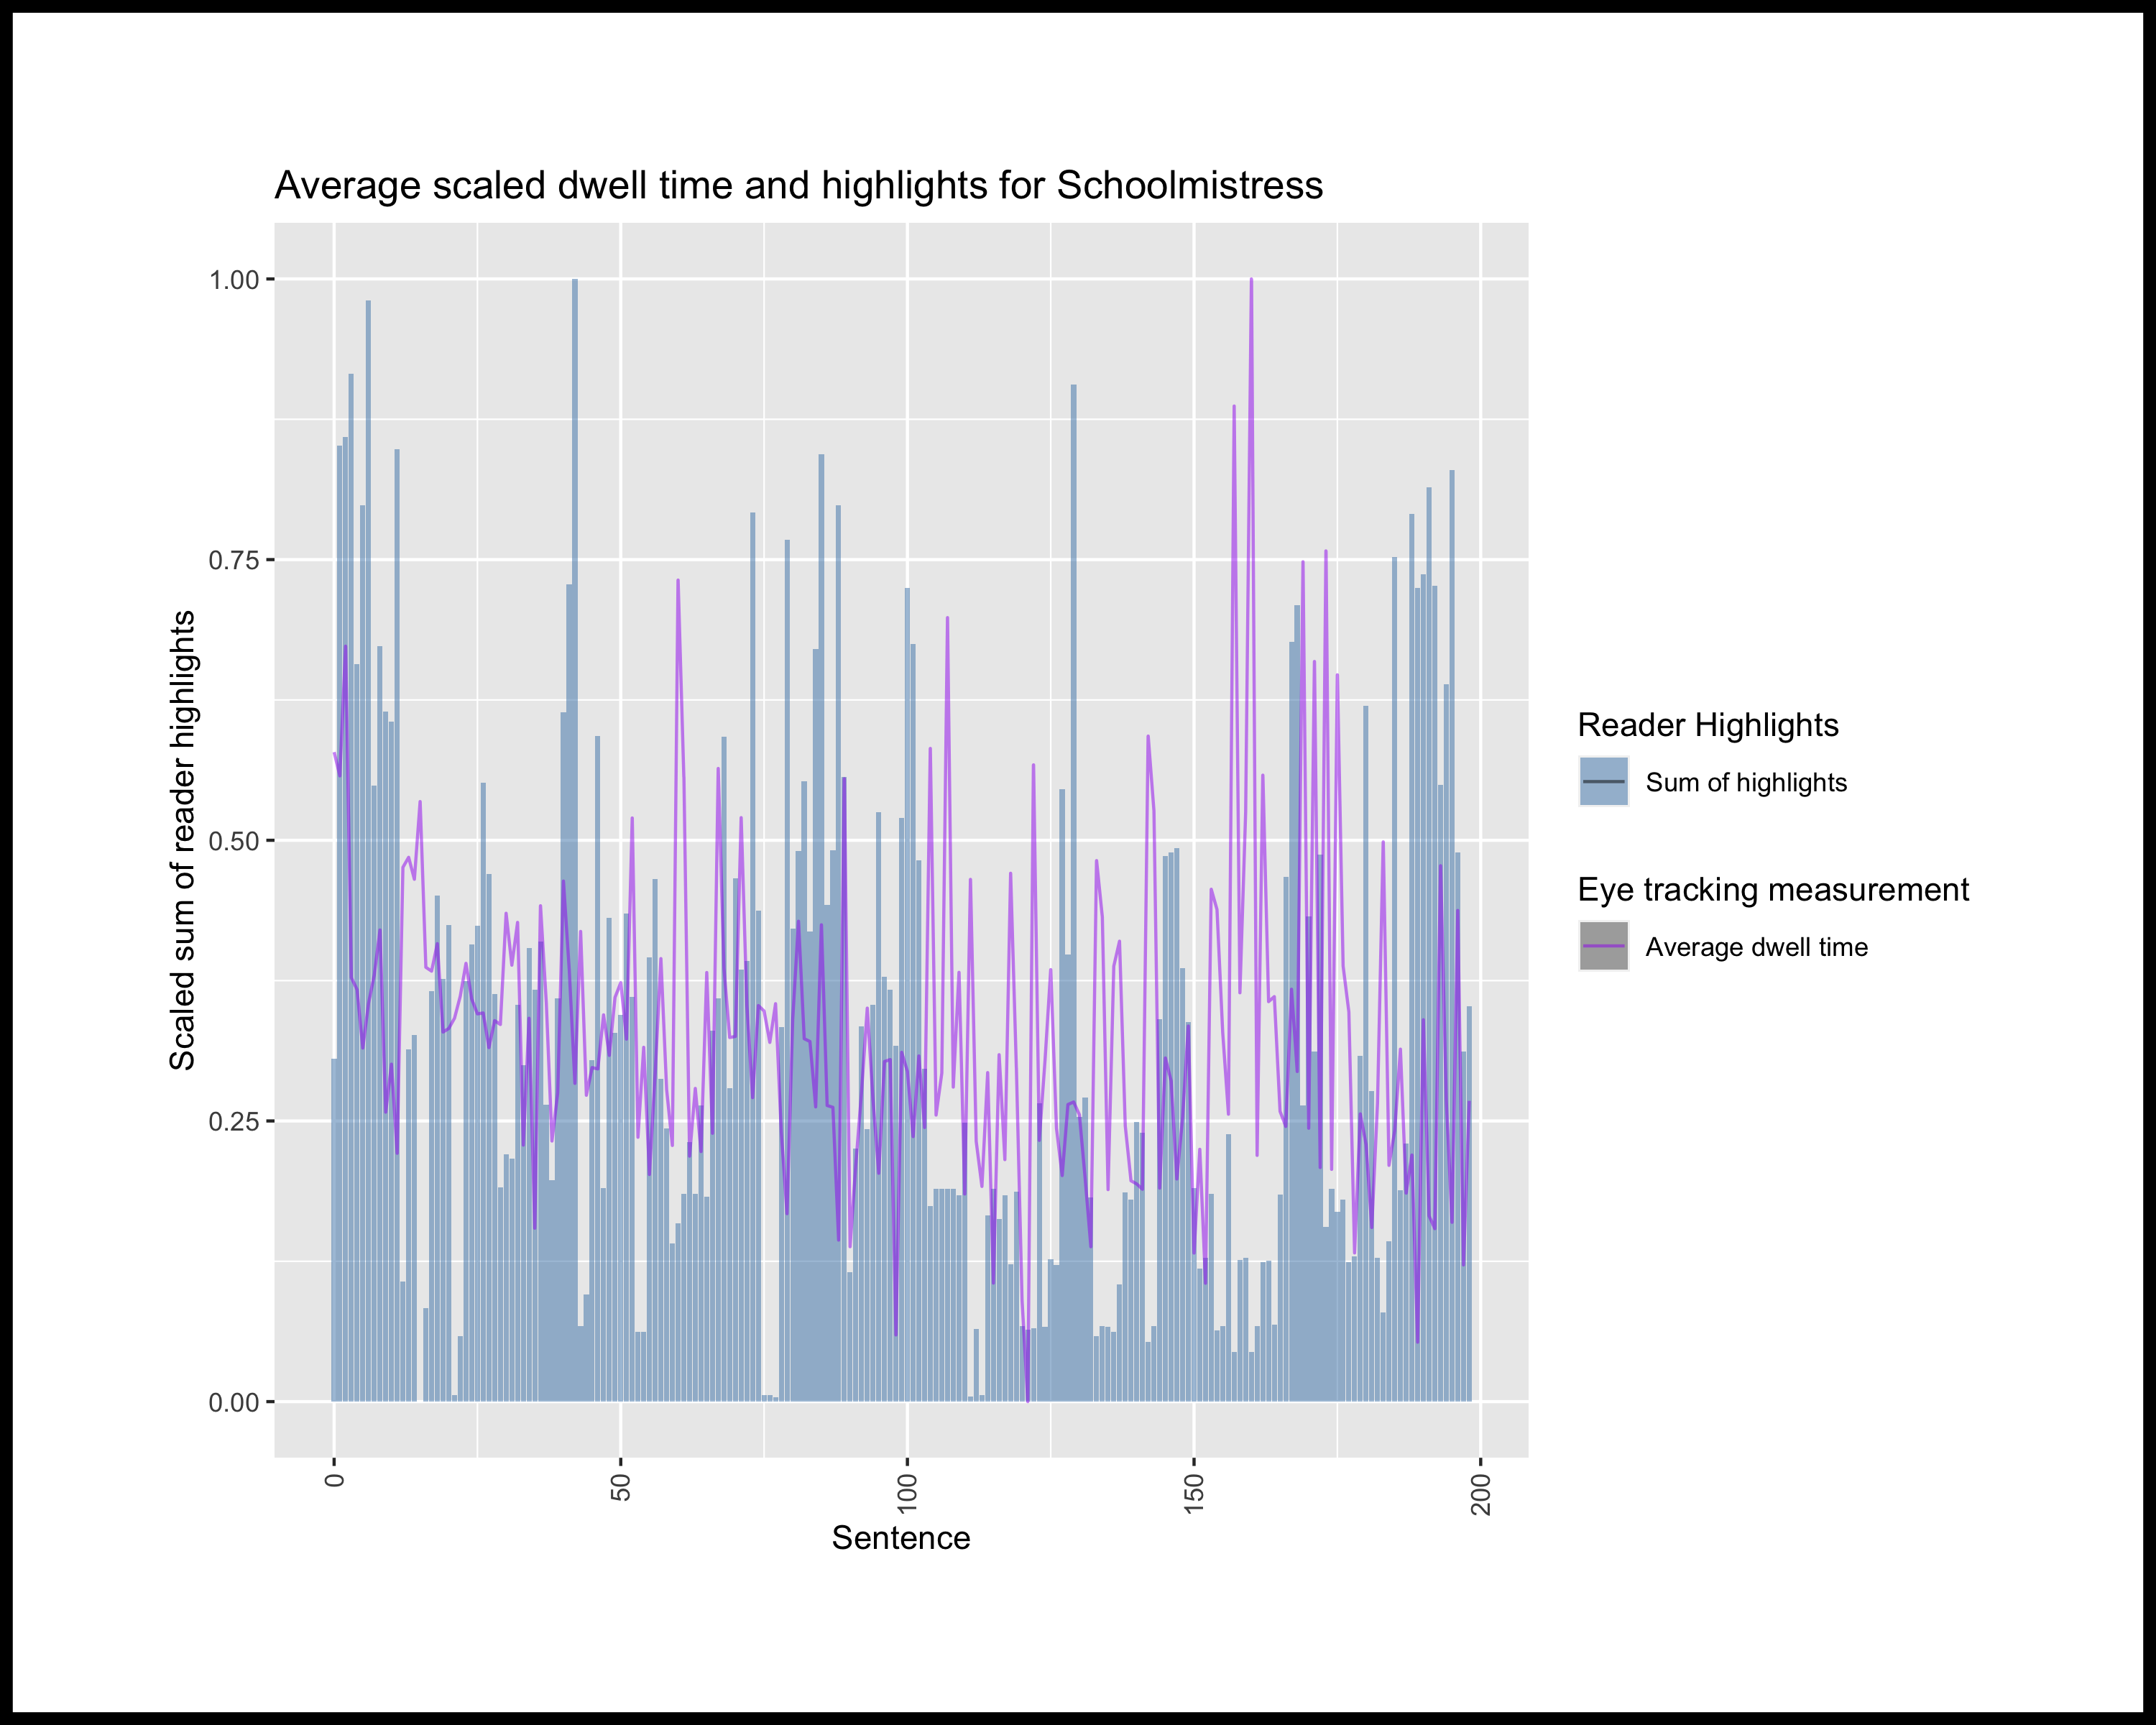 Average scaled dwell time and highlights for Schoolmistress
Scaled sum of reader highlights
1.00
0.75
0.50
0.25
0.00
0
50
100
150
200
Sentence
Reader Highlights
Sum of highlights
Eye tracking measurement
Average dwell time